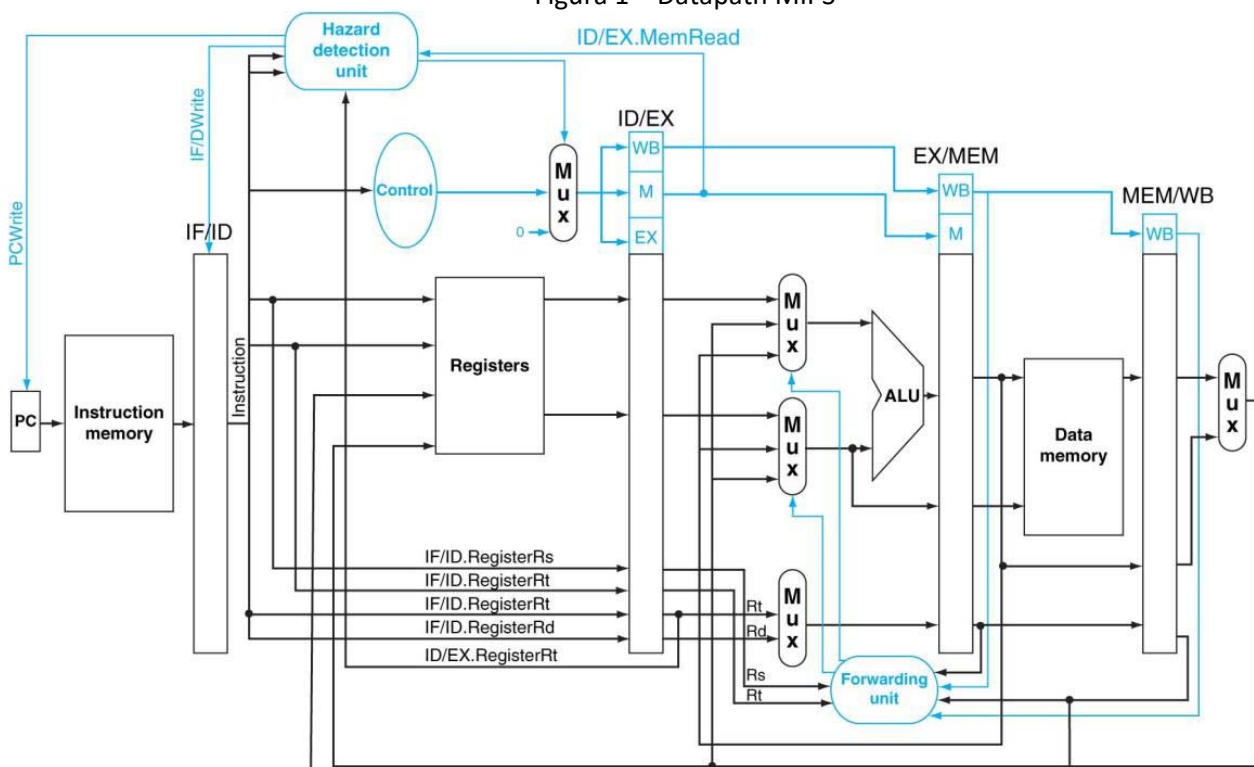 Figura 1 – Datapath MIPS
Hazard
detection
unit
ID/EX.MemRead
ID/EX
WB
M
EX
EX/MEM
WB
M
MEM/WB
WB
Control
M
u
x
0
PCWrite
IF/DWrite
IF/ID
Instruction
PC
Instruction
memory
Registers
M
u
x
M
u
x
ALU
Data
memory
M
u
x
IF/ID.RegisterRs
IF/ID.RegisterRt
IF/ID.RegisterRt
IF/ID.RegisterRd
ID/EX.RegisterRt
Rt
Rd
M
u
x
Rs
Rt
Forwarding
unit